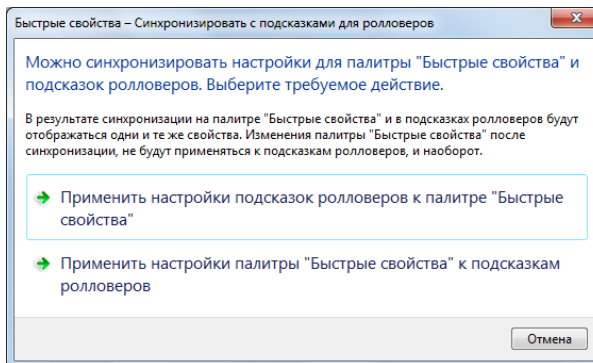 Быстрые свойства – Синхронизировать с подсказками для ролловеров
Можно синхронизировать настройки для палитры "Быстрые свойства" и
подсказок ролловеров. Выберите требуемое действие.
В результате синхронизации на палитре "Быстрые свойства" и в подсказках ролловеров будут
отображаться одни и те же свойства. Изменения палитры "Быстрые свойства" после
синхронизации, не будут применяться к подсказкам ролловеров, и наоборот.
Применить настройки подсказок ролловеров к палитре "Быстрые
свойства"
Применить настройки палитры "Быстрые свойства" к подсказкам
ролловеров
Отмена